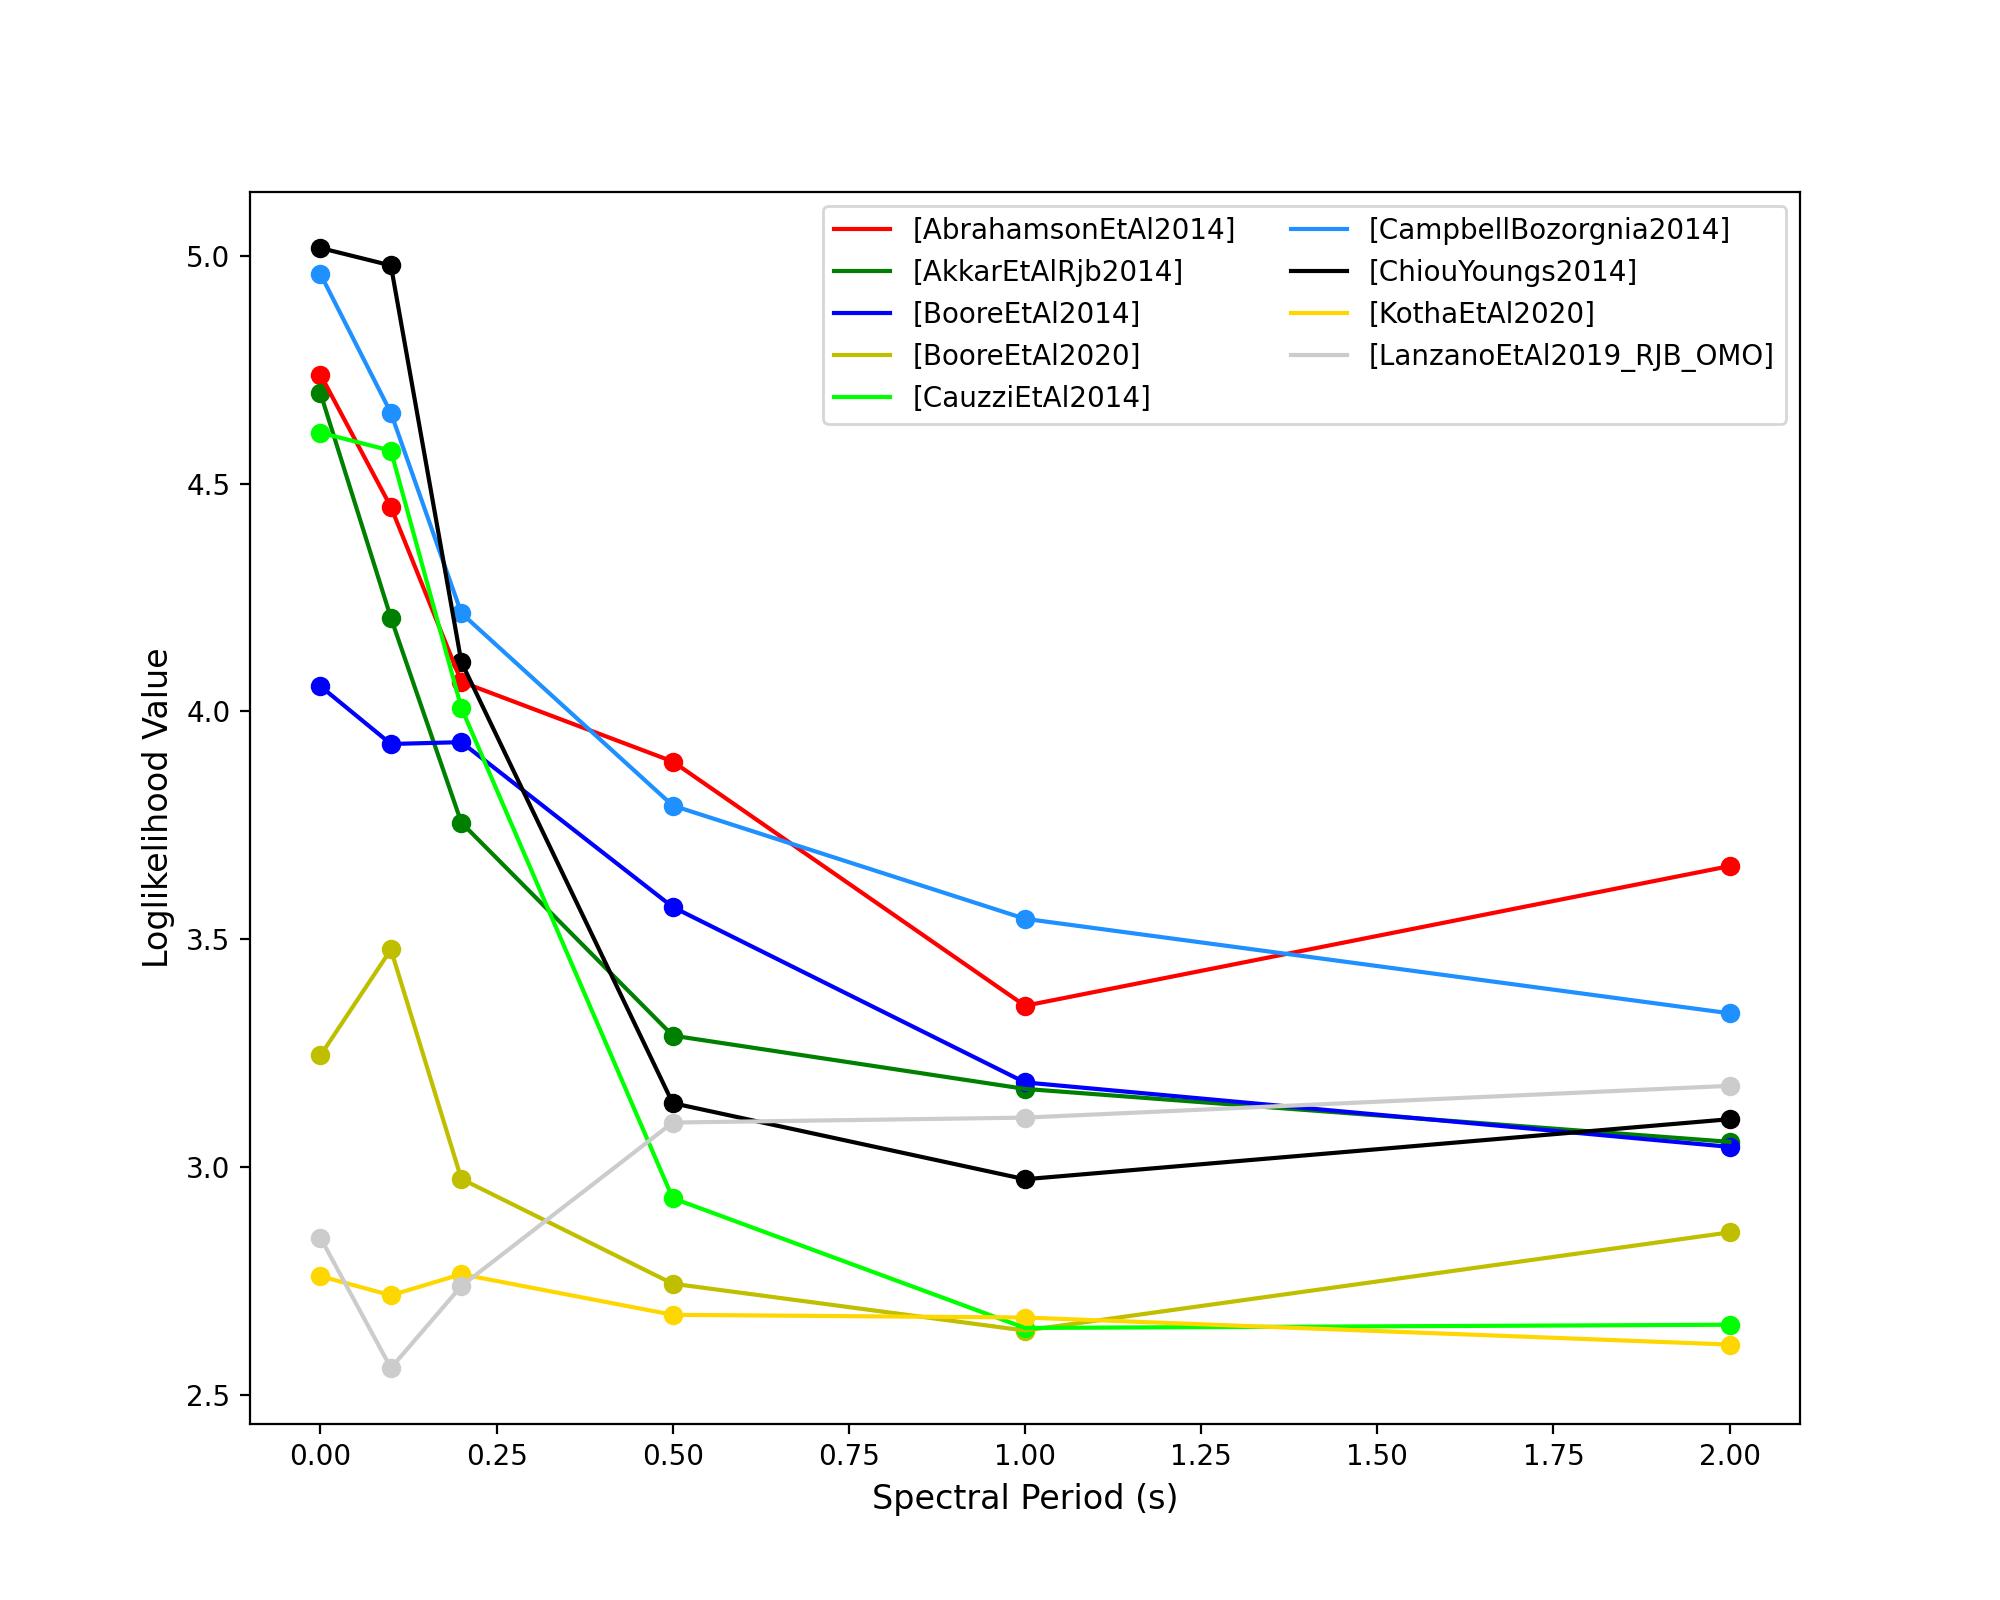 [AbrahamsonEtAl2014]
[AkkarEtAlRjb2014]
[BooreEtAl2014]
[BooreEtAl2020]
[CauzziEtAl2014]
[CampbellBozorgnia2014]
[ChiouYoungs2014]
[KothaEtAl2020]
[LanzanoEtAl2019_RJB_OMO]
Loglikelihood Value
5.0
4.5
4.0
3.5
3.0
2.5
0.00 0.25 0.50 0.75 1.00 1.25 1.50 1.75 2.00
Spectral Period (s)